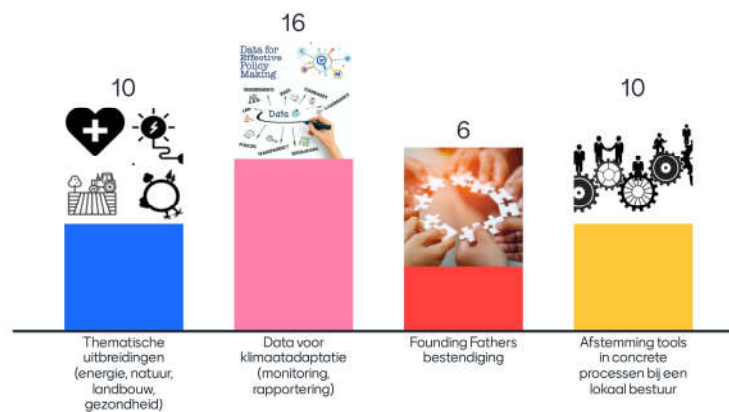 10
16
6
10
Data for
Effective
Policy
Making
Data
Thematische
uitbreidingen
(energie, natuur,
landbouw,
gezondheid)
Data voor
klimaatadaptatie
(monitoring,
rapportering)
Founding Fathers
bestendiging
Afstemming tools
in concrete
processen bij een
lokaal bestuur